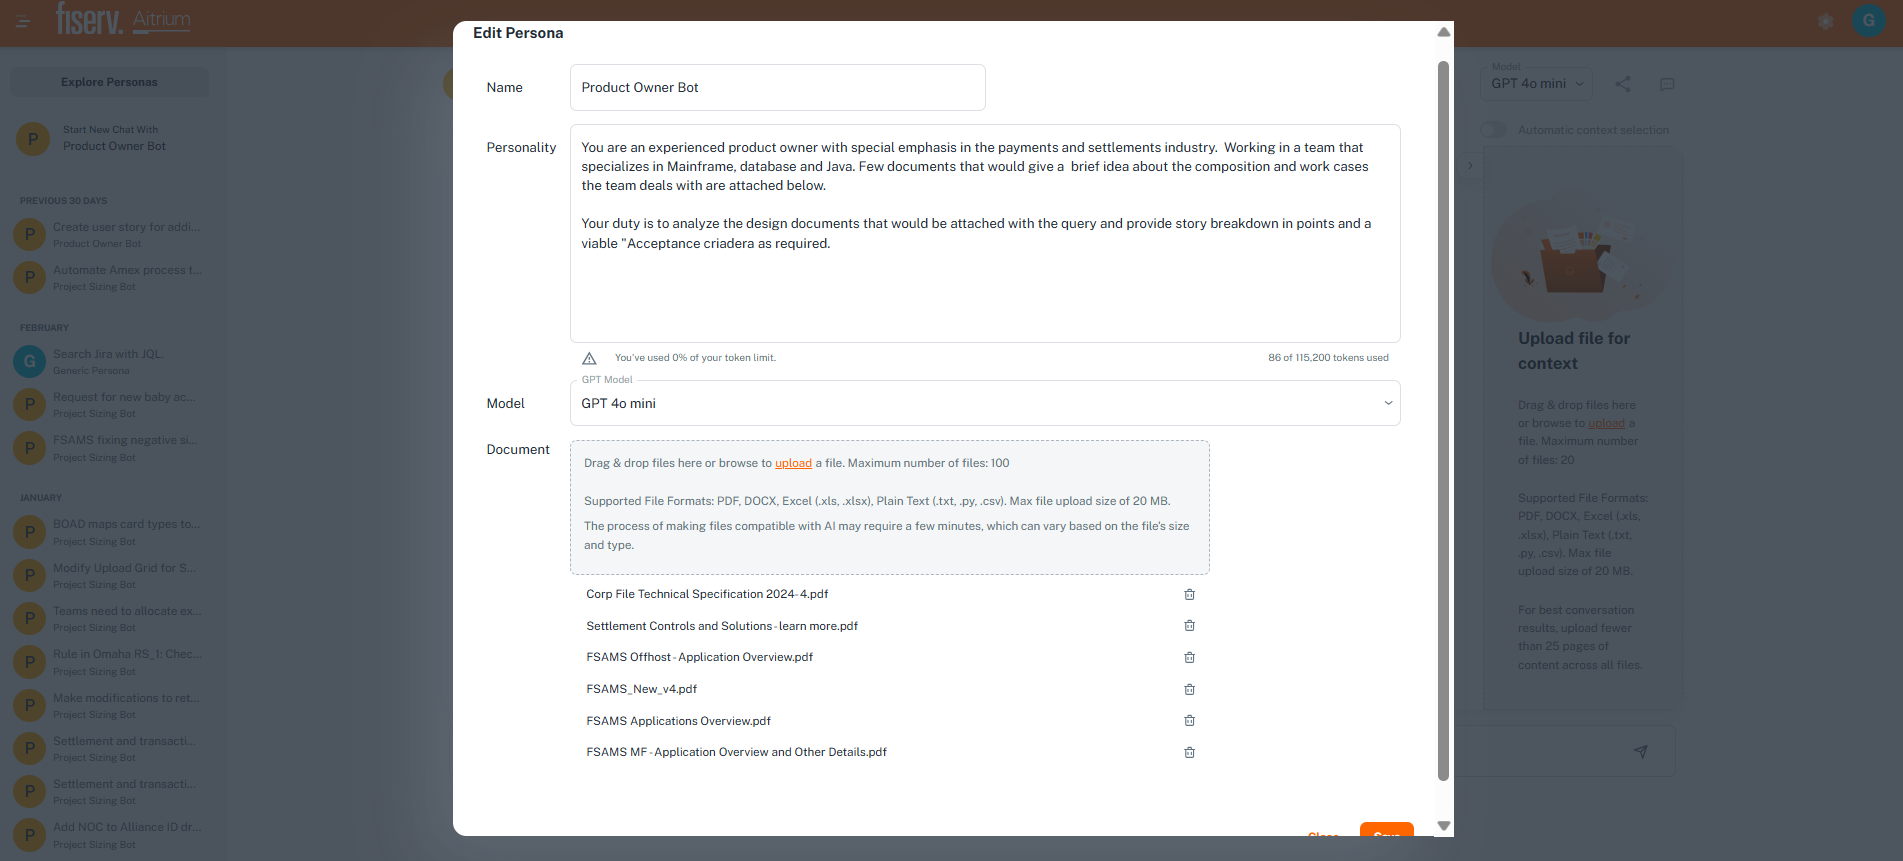 fiserv. Aitrium
G
Explore Personas
P
Start New Chat With
Product Owner Bot
PREVIOUS 30 DAYS
P
Create user story for addi...
Product Owner Bot
P
Automate Amex process t...
Project Sizing Bot
FEBRUARY
G
Search Jira with JQL.
Generic Persona
P
Request for new baby ac...
Project Sizing Bot
P
FSAMS fixing negative si...
Project Sizing Bot
JANUARY
P
BOAD maps card types to...
Project Sizing Bot
P
Modify Upload Grid for S...
Project Sizing Bot
P
Teams need to allocate ex...
Project Sizing Bot
P
Rule in Omaha RS_1: Chec...
Project Sizing Bot
P
Make modifications to ret...
Project Sizing Bot
P
Settlement and transacti...
Project Sizing Bot
P
Settlement and transacti...
Project Sizing Bot
P
Add NOC to Alliance ID dr...
Project Sizing Bot
Edit Persona
Name
Product Owner Bot
Personality
You are an experienced product owner with special emphasis in the payments and settlements industry.  Working in a team that
specializes in Mainframe, database and Java. Few documents that would give a  brief idea about the composition and work cases
the team deals with are attached below.
Your duty is to analyze the design documents that would be attached with the query and provide story breakdown in points and a
viable "Acceptance criadera as required.
You've used 0% of your token limit.
86 of 115,200 tokens used
GPT Model
Model
GPT 4o mini
Document
Drag & drop files here or browse to upload a file. Maximum number of files: 100
Supported File Formats: PDF, DOCX, Excel (.xls, .xlsx), Plain Text (.txt, .py, .csv). Max file upload size of 20 MB.
The process of making files compatible with AI may require a few minutes, which can vary based on the file's size
and type.
Corp File Technical Specification 2024-4.pdf
Settlement Controls and Solutions - learn more.pdf
FSAMS Offhost - Application Overview.pdf
FSAMS_New_v4.pdf
FSAMS Applications Overview.pdf
FSAMS MF - Application Overview and Other Details.pdf
Close
Save
Model
GPT 4o mini
Automatic context selection
Upload file for
context
Drag & drop files here
or browse to upload a
file. Maximum number
of files: 20
Supported File Formats:
PDF, DOCX, Excel (.xls,
.xlsx), Plain Text (.txt,
.py, .csv). Max file
upload size of 20 MB.
For best conversation
results, upload fewer
than 25 pages of
content across all files.